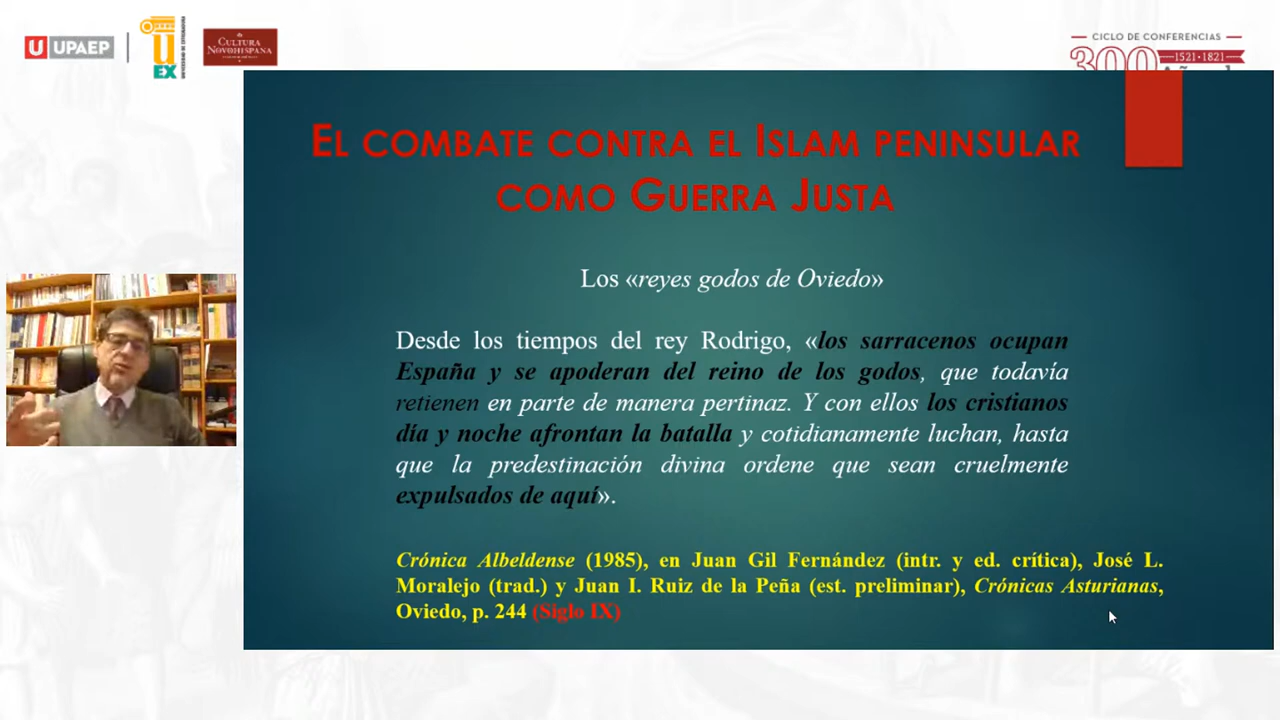 UPAEP
UEX
CULTURA
NOVOHISPANA
CICLO DE CONFERENCIAS
300
1521·1821
EL COMBATE CONTRA EL ISLAM PENINSULAR
COMO GUERRA JUSTA
Los «reyes godos de Oviedo»
Desde los tiempos del rey Rodrigo, «los sarracenos ocupan
España y se apoderan del reino de los godos, que todavía
retienen en parte de manera pertinaz. Y con ellos los cristianos
día y noche afrontan la batalla y cotidianamente luchan, hasta
que la predestinación divina ordene que sean cruelmente
expulsados de aquí».
Crónica Albeldense (1985), en Juan Gil Fernández (intr. y ed. crítica), José L.
Moralejo (trad.) y Juan I. Ruiz de la Peña (est. preliminar), Crónicas Asturianas,
Oviedo, p. 244 (Siglo IX)